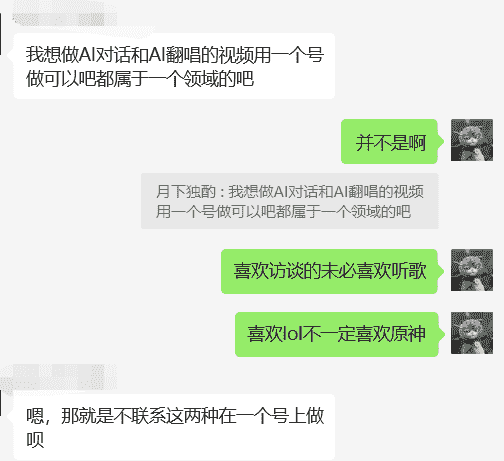 我想做AI对话和AI翻唱的视频用一个号
做可以吧都属于一个领域的吧
并不是啊
月下独酌：我想做AI对话和AI翻唱的视频
用一个号做可以吧都属于一个领域的吧
喜欢访谈的未必喜欢听歌
喜欢lol不一定喜欢原神
嗯，那就是不联系这两种在一个号上做
呗